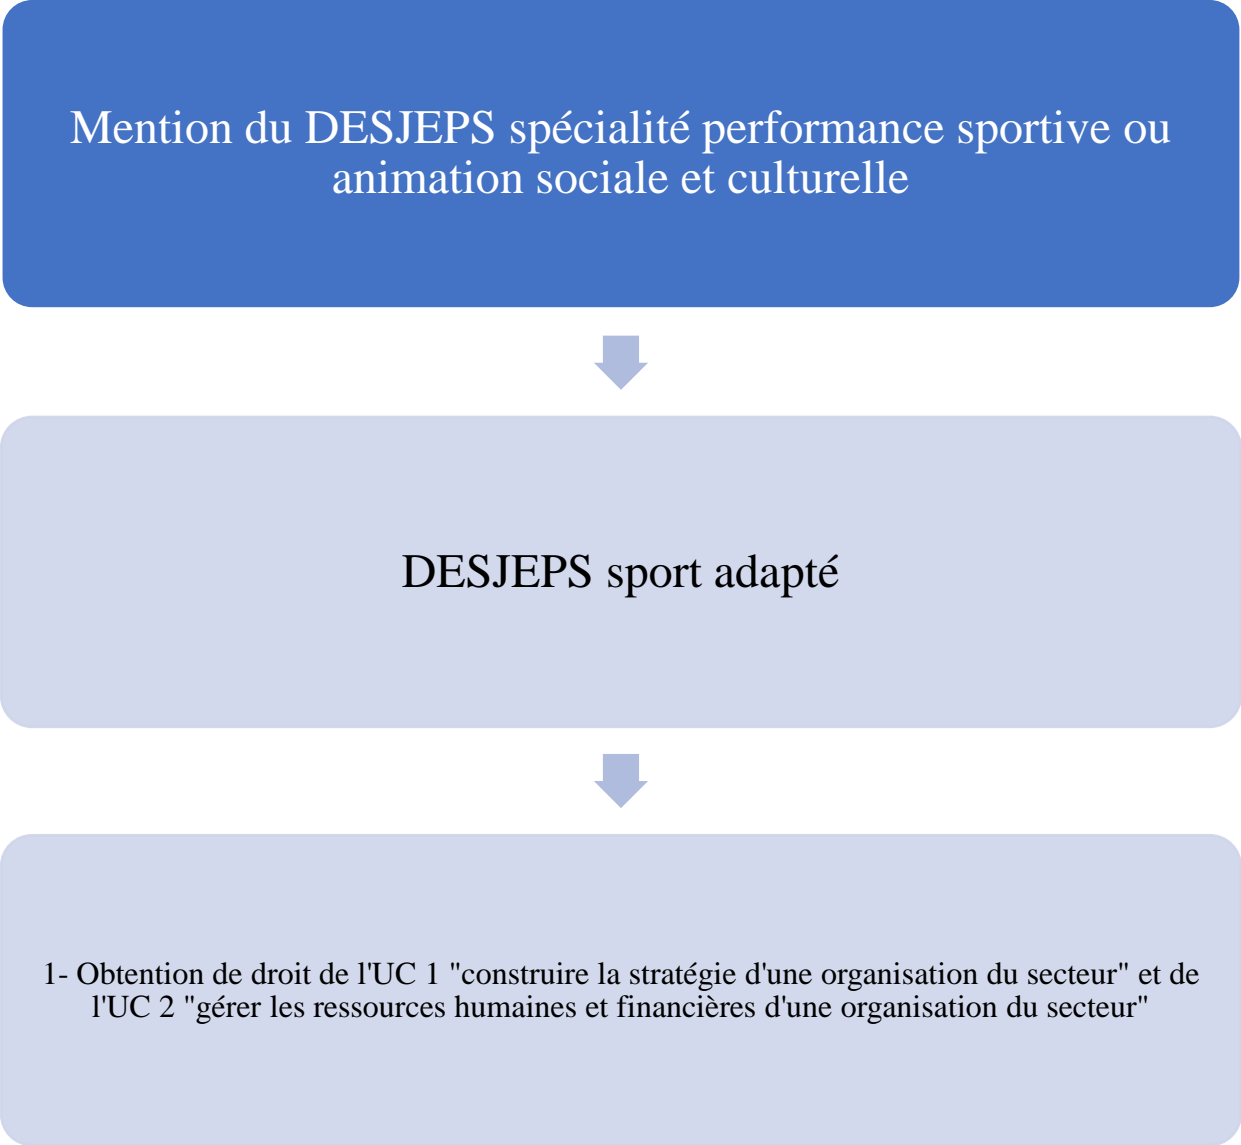 Mention du DESJEPS spécialité performance sportive ou
animation sociale et culturelle
DESJEPS sport adapté
1- Obtention de droit de l'UC 1 "construire la stratégie d'une organisation du secteur" et de
l'UC 2 "gérer les ressources humaines et financières d'une organisation du secteur"